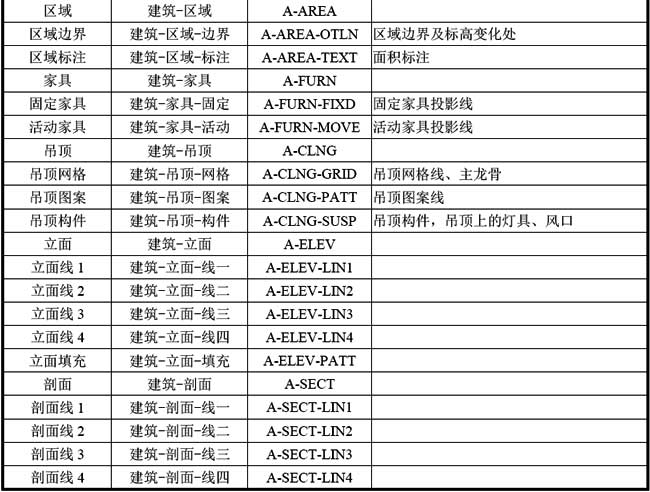 区域 建筑-区域 A-AREA
区域边界 建筑-区域-边界 A-AREA-OTLN 区域边界及标高变化处
区域标注 建筑-区域-标注 A-AREA-TEXT 面积标注
家具 建筑-家具 A-FURN
固定家具 建筑-家具-固定 A-FURN-FIXD 固定家具投影线
活动家具 建筑-家具-活动 A-FURN-MOVE 活动家具投影线
吊顶 建筑-吊顶 A-CLNG
吊顶网格 建筑-吊顶-网格 A-CLNG-GRID 吊顶网格线、主龙骨
吊顶图案 建筑-吊顶-图案 A-CLNG-PATT 吊顶图案线
吊顶构件 建筑-吊顶-构件 A-CLNG-SUSP 吊顶构件，吊顶上的灯具、风口
立面 建筑-立面 A-ELEV
立面线 1 建筑-立面-线一 A-ELEV-LIN1
立面线 2 建筑-立面-线二 A-ELEV-LIN2
立面线 3 建筑-立面-线三 A-ELEV-LIN3
立面线 4 建筑-立面-线四 A-ELEV-LIN4
立面填充 建筑-立面-填充 A-ELEV-PATT
剖面 建筑-剖面 A-SECT
剖面线 1 建筑-剖面-线一 A-SECT-LIN1
剖面线 2 建筑-剖面-线二 A-SECT-LIN2
剖面线 3 建筑-剖面-线三 A-SECT-LIN3
剖面线 4 建筑-剖面-线四 A-SECT-LIN4